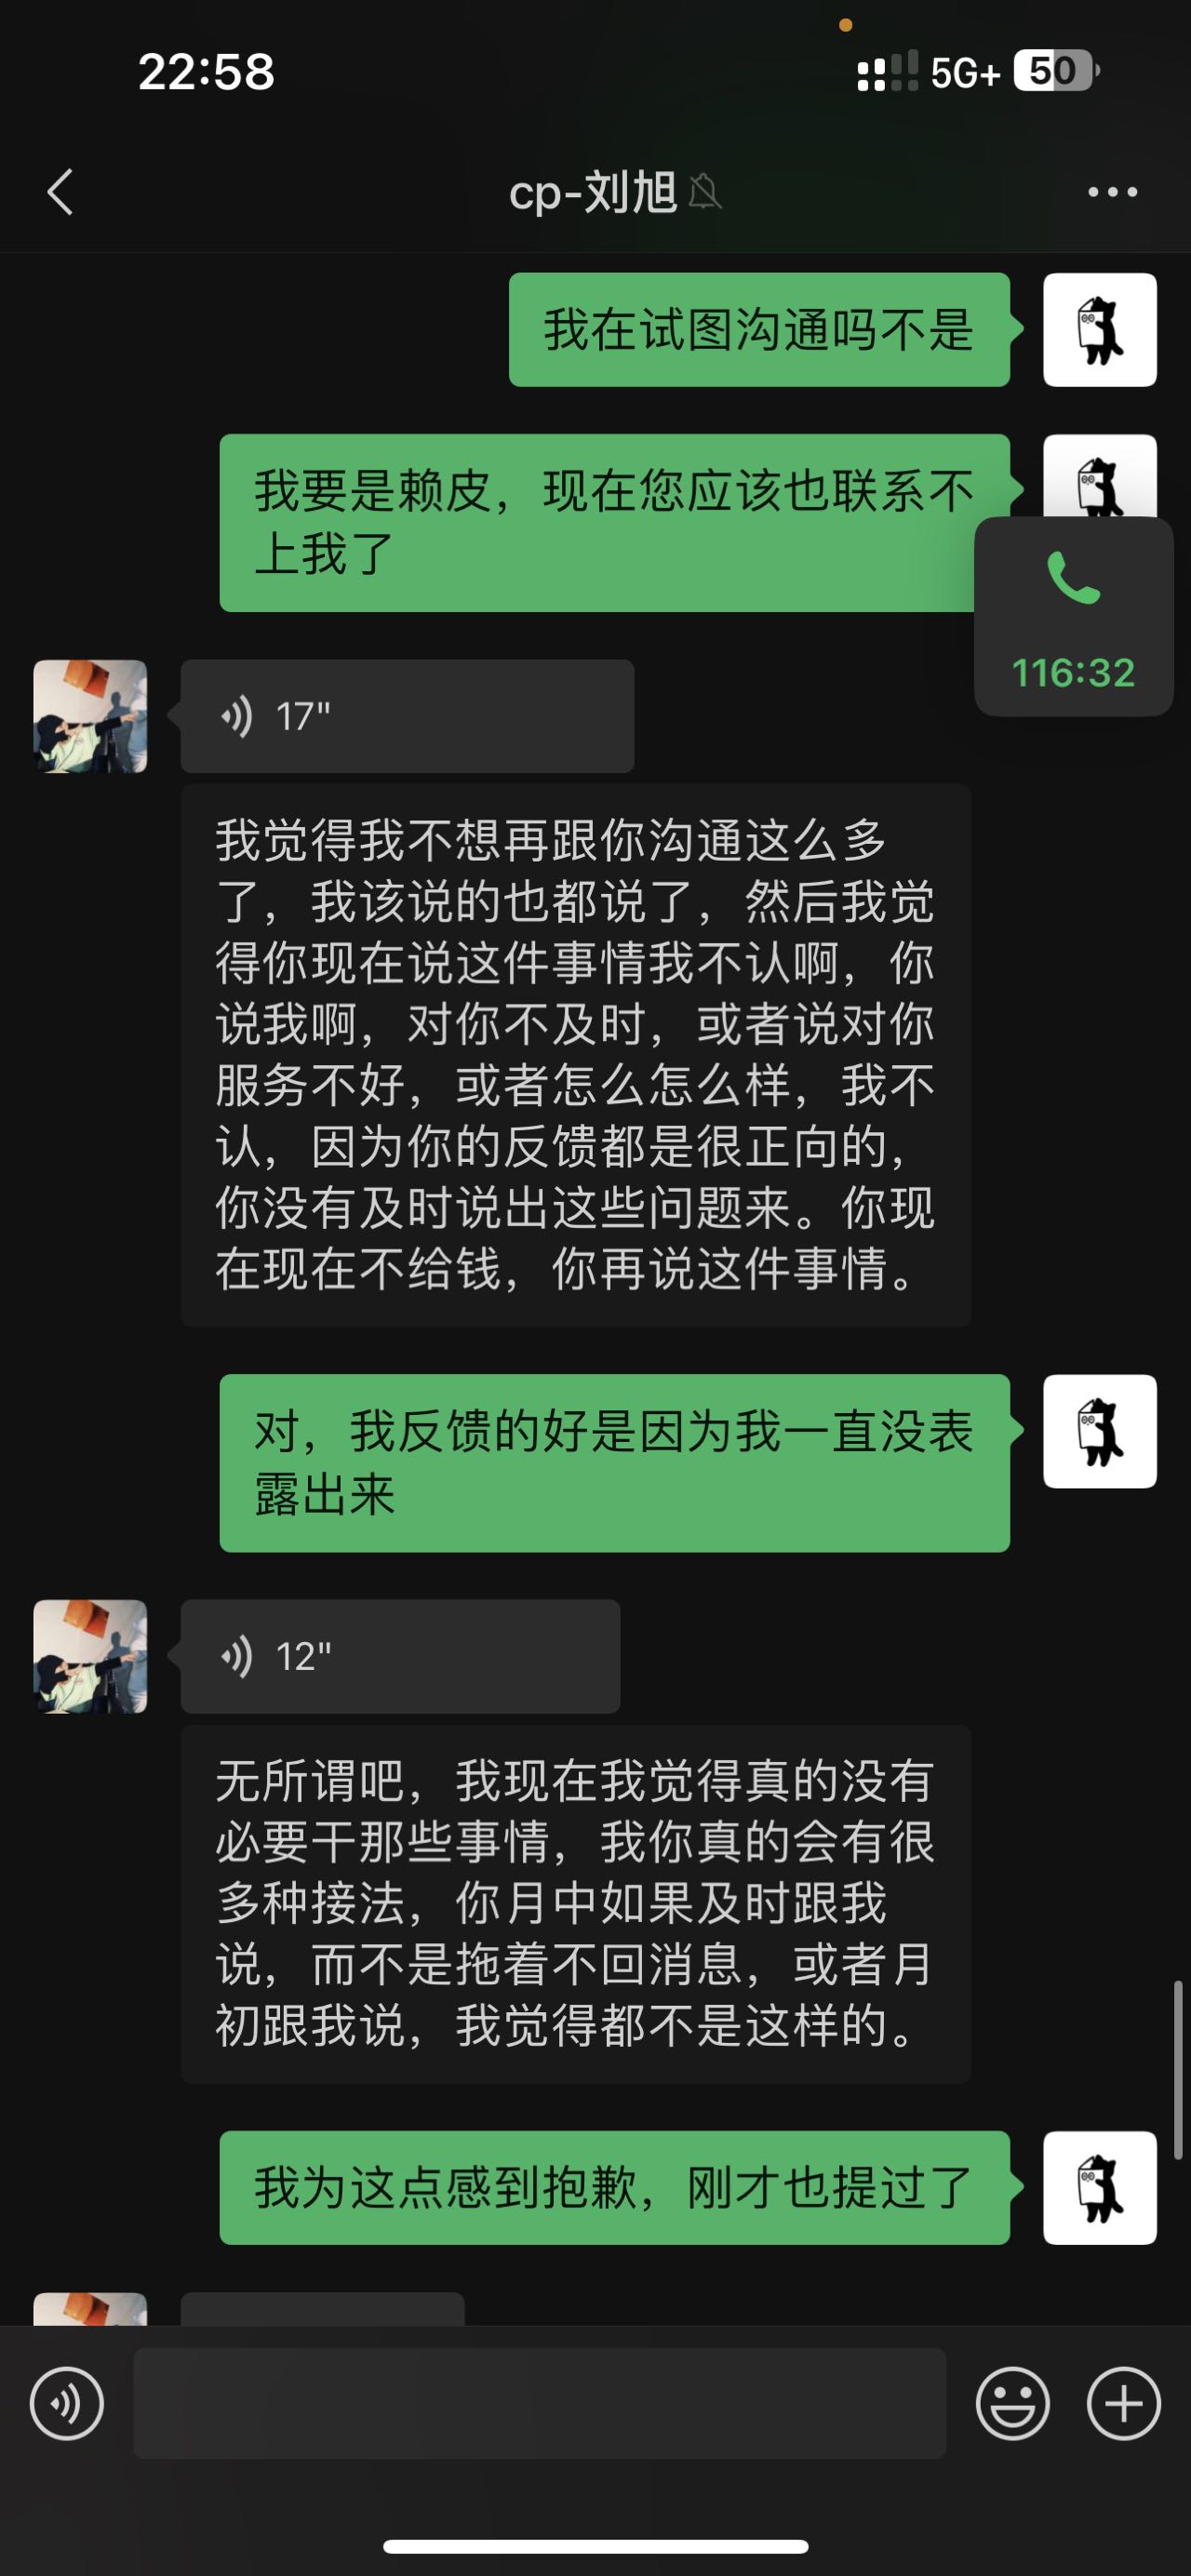 22:58
5G+ 50
cp-刘旭
我在试图沟通吗不是
我要是赖皮，现在您应该也联系不
上我了
116:32
17"
我觉得我不想再跟你沟通这么多
了，我该说的也都说了，然后我觉
得你现在说这件事情我不认啊，你
说我啊，对你不及时，或者说对你
服务不好，或者怎么怎么样，我不
认，因为你的反馈都是很正向的，
你没有及时说出这些问题来。你现
在现在不给钱，你再说这件事情。
对，我反馈的好是因为我一直没表
露出来
12"
无所谓吧，我现在我觉得真的没有
必要干那些事情，我你真的会有很
多种接法，你月中如果及时跟我
说，而不是拖着不回消息，或者月
初跟我说，我觉得都不是这样的。
我为这点感到抱歉，刚才也提过了